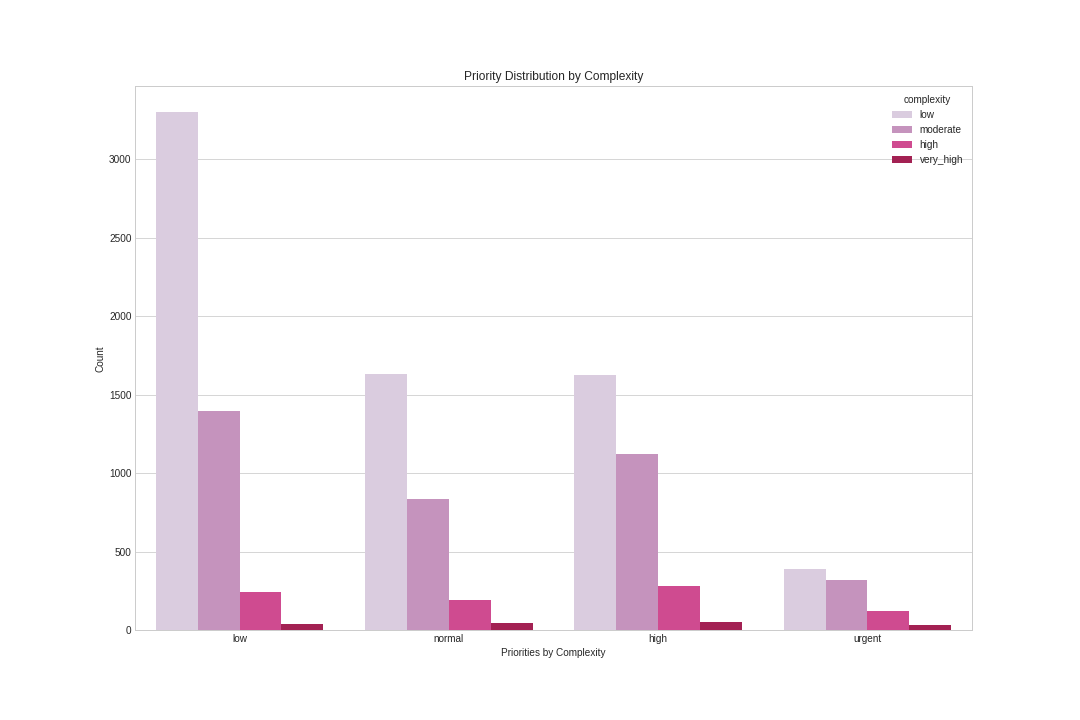 Priority Distribution by Complexity
complexity
low
moderate
high
very_high
3000
2500
2000
1500
1000
500
0
Count
low
normal
high
urgent
Priorities by Complexity